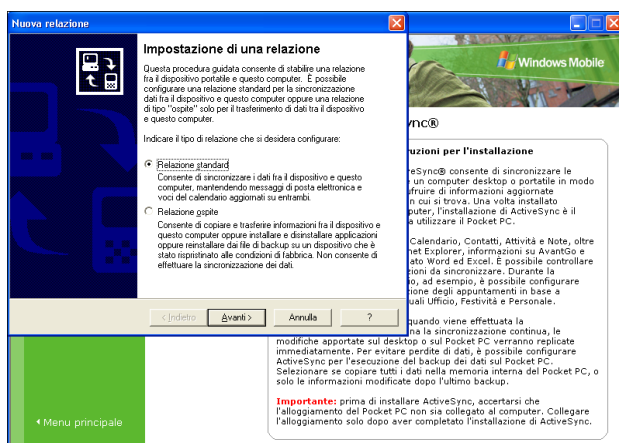 Nuova relazione
Impostazione di una relazione
Questa procedura guidata consente di stabilire una relazione
fra il dispositivo portatile e questo computer. È possibile
configurare una relazione standard per la sincronizzazione
dati fra il dispositivo e questo computer oppure una relazione
di tipo "ospite" solo per il trasferimento di dati tra il dispositivo
e questo computer.
Indicare il tipo di relazione che si desidera configurare:
Relazione standard
Consente di sincronizzare i dati fra il dispositivo e questo
computer, mantenendo messaggi di posta elettronica e
voci del calendario aggiornati su entrambi.
Relazione ospite
Consente di copiare e trasferire informazioni fra il dispositivo e
questo computer oppure installare e disinstallare applicazioni
oppure reinstallare dai file di backup su un dispositivo che è
stato ripristinato alle condizioni di fabbrica. Non consente di
effettuare la sincronizzazione dei dati.
< Indietro
Avanti >
Annulla
?
Windows Mobile
nc®
uzioni per l'installazione
eSync® consente di sincronizzare le
un computer desktop o portatile in modo
ufruire di informazioni aggiornate
n cui si trova. Una volta installato
puter, l'installazione di ActiveSync è il
a utilizzare il Pocket PC.
Calendario, Contatti, Attività e Note, oltre
net Explorer, informazioni su AvantGo e
ato Word ed Excel. È possibile controllare
zioni da sincronizzare. Durante la
io, ad esempio, è possibile configurare
zione degli appuntamenti in base a
uali Ufficio, Festività e Personale.
quando viene effettuata la
na la sincronizzazione continua, le
modifiche apportate sul desktop o sul Pocket PC verranno replicate
immediatamente. Per evitare perdite di dati, è possibile configurare
ActiveSync per l'esecuzione del backup dei dati sul Pocket PC.
Selezionare se copiare tutti i dati nella memoria interna del Pocket PC, o
solo le informazioni modificate dopo l'ultimo backup.
Importante: prima di installare ActiveSync, accertarsi che
l'alloggiamento del Pocket PC non sia collegato al computer. Collegare
l'alloggiamento solo dopo aver completato l'installazione di ActiveSync.
Menu principale